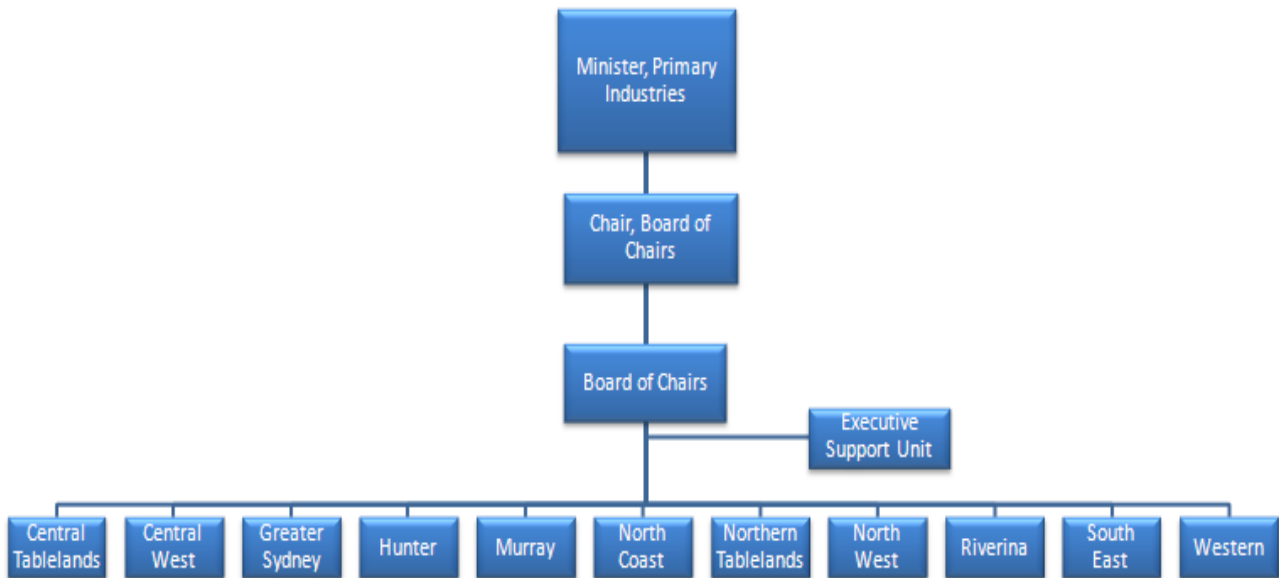 Minister, Primary
Industries
Chair, Board of
Chairs
Board of Chairs
Executive
Support Unit
Central
Tablelands
Central
West
Greater
Sydney
Hunter
Murray
North
Coast
Northern
Tablelands
North
West
Riverina
South
East
Western